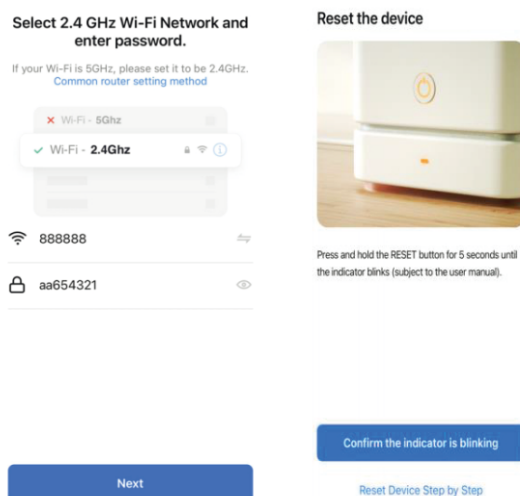 Select 2.4 GHz Wi-Fi Network and
enter password.
If your Wi-Fi is 5GHz, please set it to be 2.4GHz.
Common router setting method
Wi-Fi - 5Ghz
Wi-Fi - 2.4Ghz
888888
aa654321
Next
Reset the device
Press and hold the RESET button for 5 seconds until
the indicator blinks (subject to the user manual).
Confirm the indicator is blinking
Reset Device Step by Step